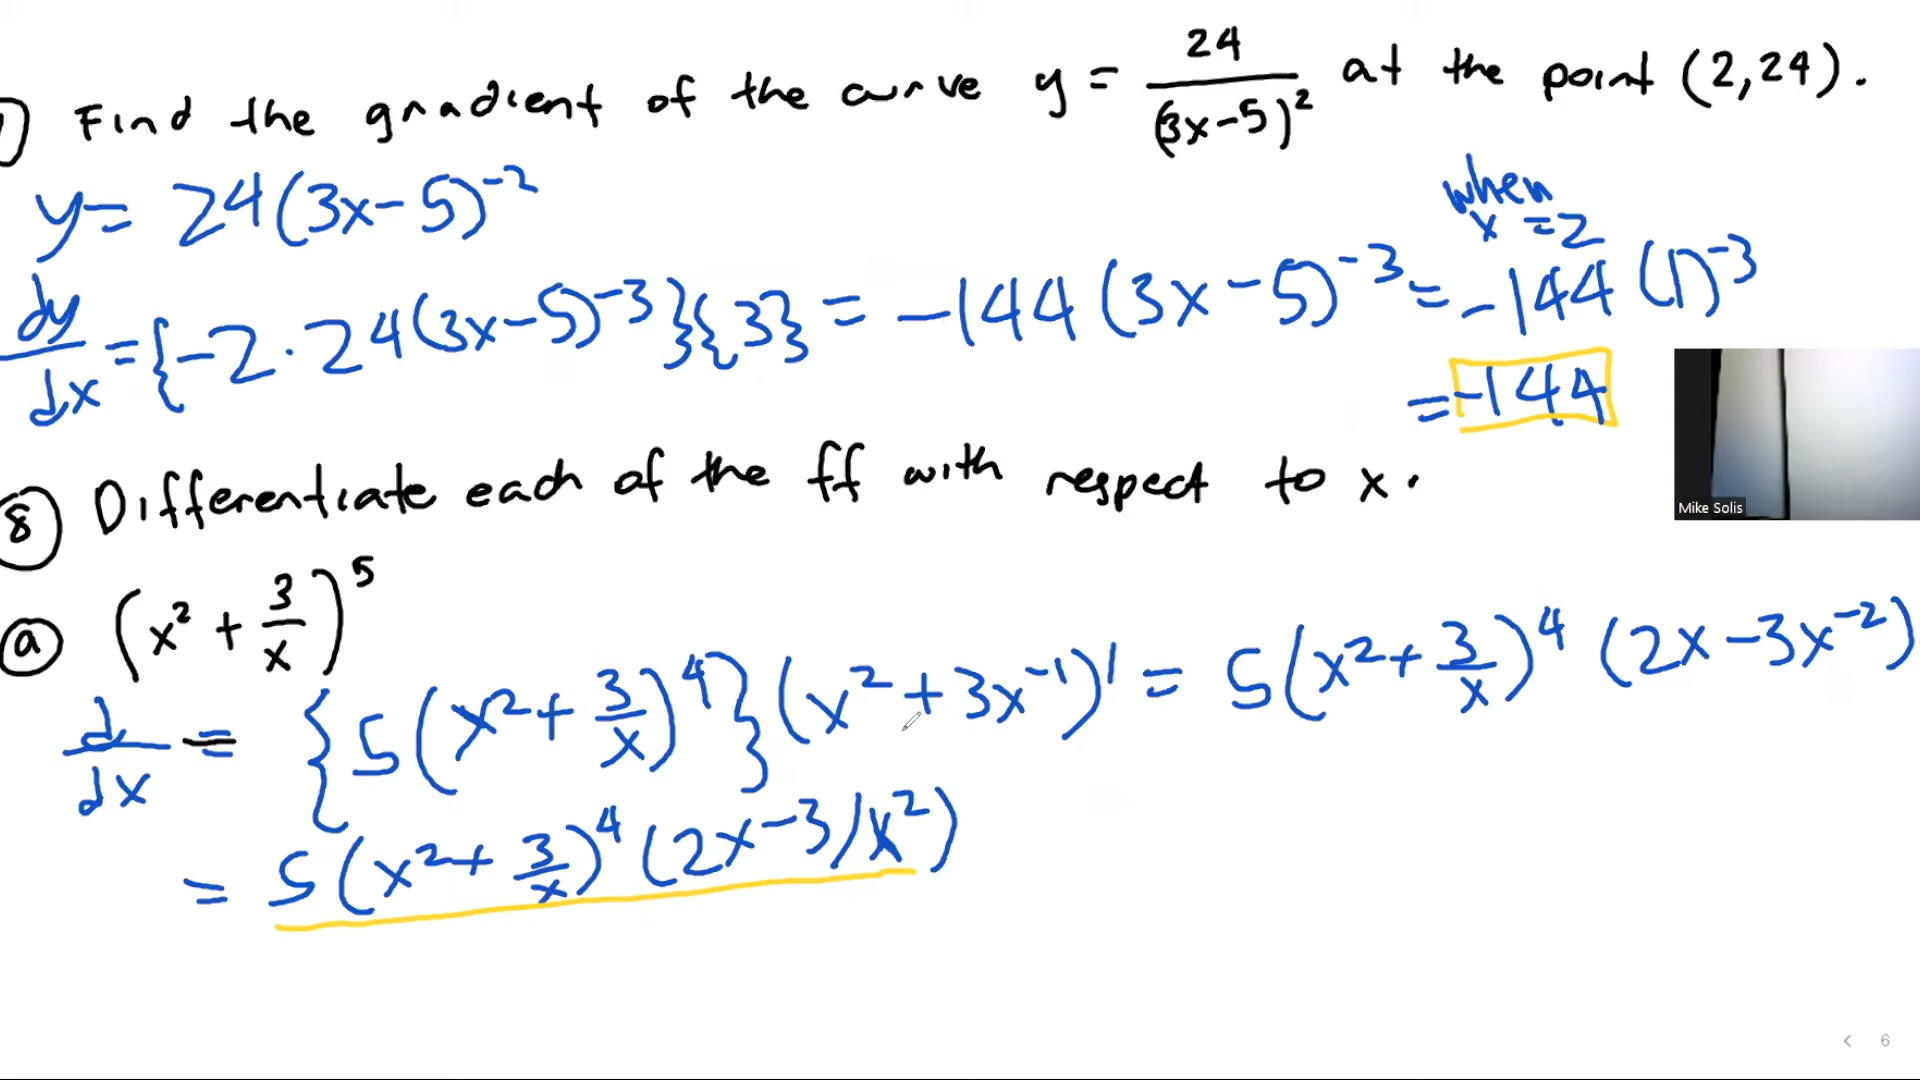 ) Find the gradient of the curve y = 24/(3x-5)² at the point (2,24).
y = 24(3x-5)⁻²
dy/dx = {-2·24(3x-5)⁻³}{3} = -144(3x-5)⁻³ = -144(1)⁻³
when x = 2
= -144
Mike Solis
8 Differentiate each of the ff with respect to x.
a (x² + 3/x)⁵
d/dx = {5(x² + 3/x)⁴}(x² + 3x⁻¹)' = 5(x² + 3/x)⁴ (2x - 3x⁻²)
= 5(x² + 3/x)⁴(2x - 3/x²)
< 6